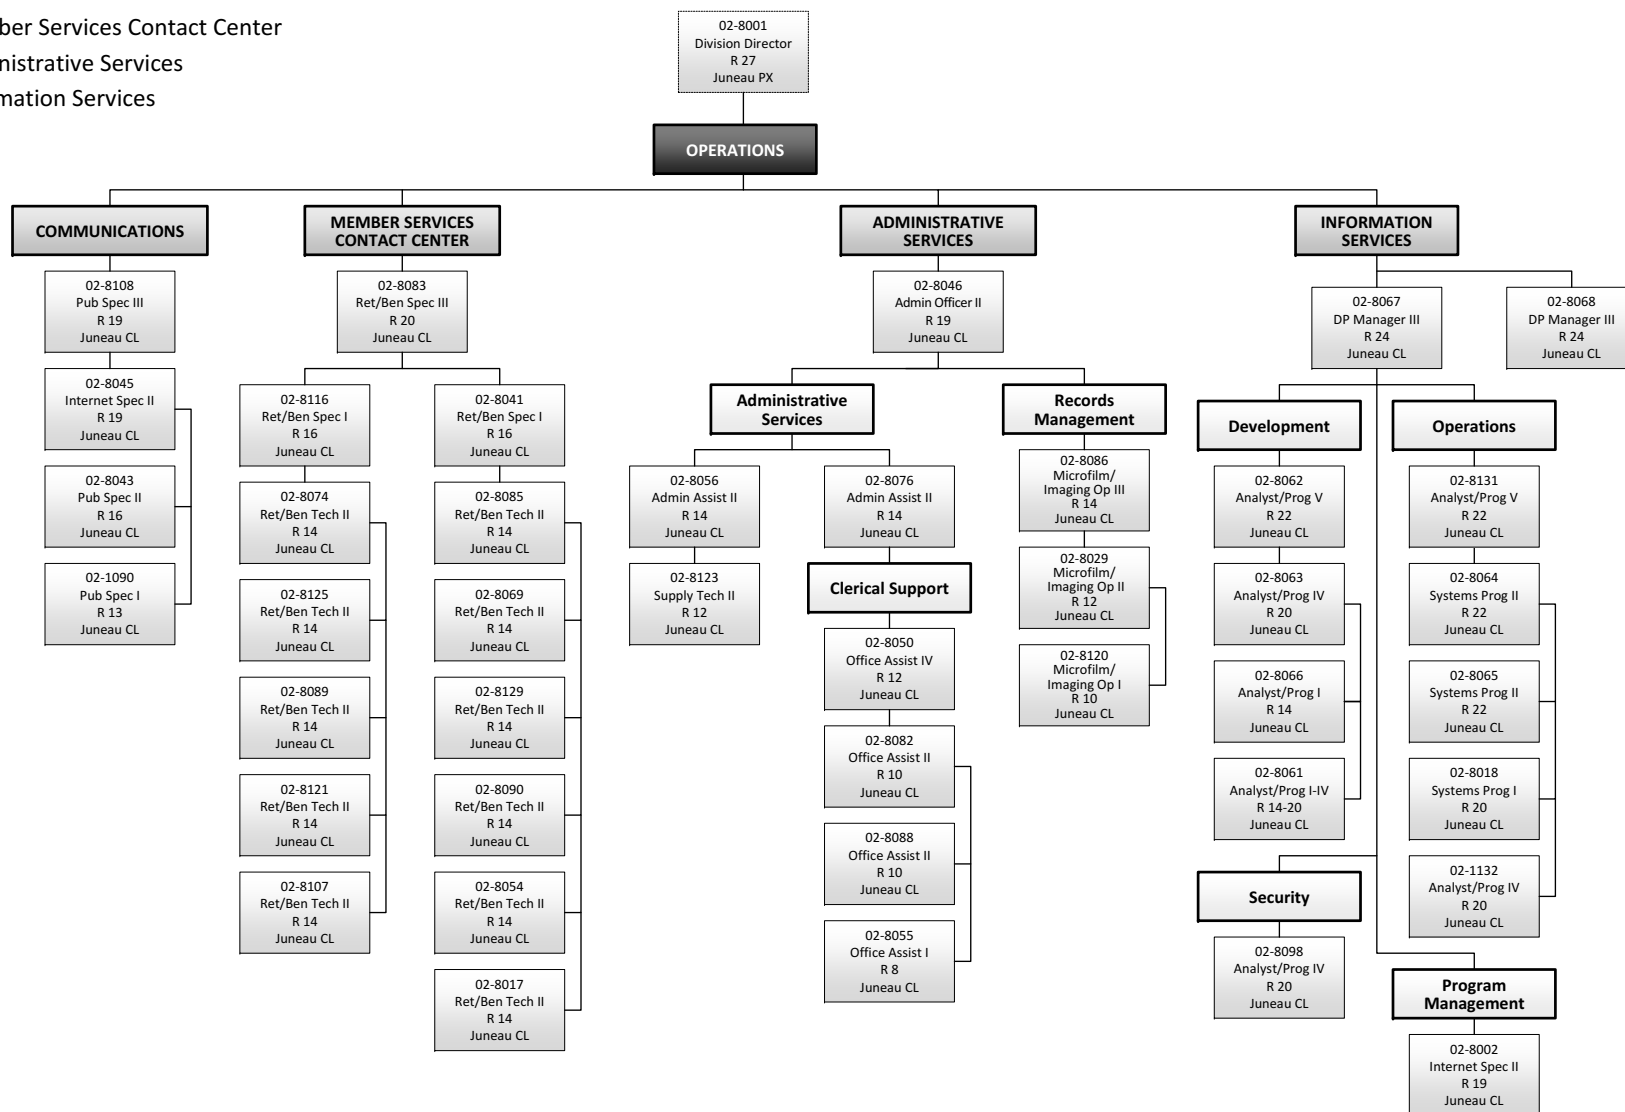 ber Services Contact Center
nistrative Services
mation Services
02-8001
Division Director
R 27
Juneau PX
OPERATIONS
COMMUNICATIONS
02-8108
Pub Spec III
R 19
Juneau CL
02-8045
Internet Spec II
R 19
Juneau CL
02-8043
Pub Spec II
R 16
Juneau CL
02-1090
Pub Spec I
R 13
Juneau CL
MEMBER SERVICES
CONTACT CENTER
02-8083
Ret/Ben Spec III
R 20
Juneau CL
02-8116
Ret/Ben Spec I
R 16
Juneau CL
02-8074
Ret/Ben Tech II
R 14
Juneau CL
02-8125
Ret/Ben Tech II
R 14
Juneau CL
02-8089
Ret/Ben Tech II
R 14
Juneau CL
02-8121
Ret/Ben Tech II
R 14
Juneau CL
02-8107
Ret/Ben Tech II
R 14
Juneau CL
02-8041
Ret/Ben Spec I
R 16
Juneau CL
02-8085
Ret/Ben Tech II
R 14
Juneau CL
02-8069
Ret/Ben Tech II
R 14
Juneau CL
02-8129
Ret/Ben Tech II
R 14
Juneau CL
02-8090
Ret/Ben Tech II
R 14
Juneau CL
02-8054
Ret/Ben Tech II
R 14
Juneau CL
02-8017
Ret/Ben Tech II
R 14
Juneau CL
ADMINISTRATIVE
SERVICES
02-8046
Admin Officer II
R 19
Juneau CL
Administrative
Services
02-8056
Admin Assist II
R 14
Juneau CL
02-8123
Supply Tech II
R 12
Juneau CL
02-8076
Admin Assist II
R 14
Juneau CL
Clerical Support
02-8050
Office Assist IV
R 12
Juneau CL
02-8082
Office Assist II
R 10
Juneau CL
02-8088
Office Assist II
R 10
Juneau CL
02-8055
Office Assist I
R 8
Juneau CL
Records
Management
02-8086
Microfilm/
Imaging Op III
R 14
Juneau CL
02-8029
Microfilm/
Imaging Op II
R 12
Juneau CL
02-8120
Microfilm/
Imaging Op I
R 10
Juneau CL
INFORMATION
SERVICES
02-8067
DP Manager III
R 24
Juneau CL
02-8068
DP Manager III
R 24
Juneau CL
Development
02-8062
Analyst/Prog V
R 22
Juneau CL
02-8063
Analyst/Prog IV
R 20
Juneau CL
02-8066
Analyst/Prog I
R 14
Juneau CL
02-8061
Analyst/Prog I-IV
R 14-20
Juneau CL
Operations
02-8131
Analyst/Prog V
R 22
Juneau CL
02-8064
Systems Prog II
R 22
Juneau CL
02-8065
Systems Prog II
R 22
Juneau CL
02-8018
Systems Prog I
R 20
Juneau CL
02-1132
Analyst/Prog IV
R 20
Juneau CL
Security
02-8098
Analyst/Prog IV
R 20
Juneau CL
Program
Management
02-8002
Internet Spec II
R 19
Juneau CL